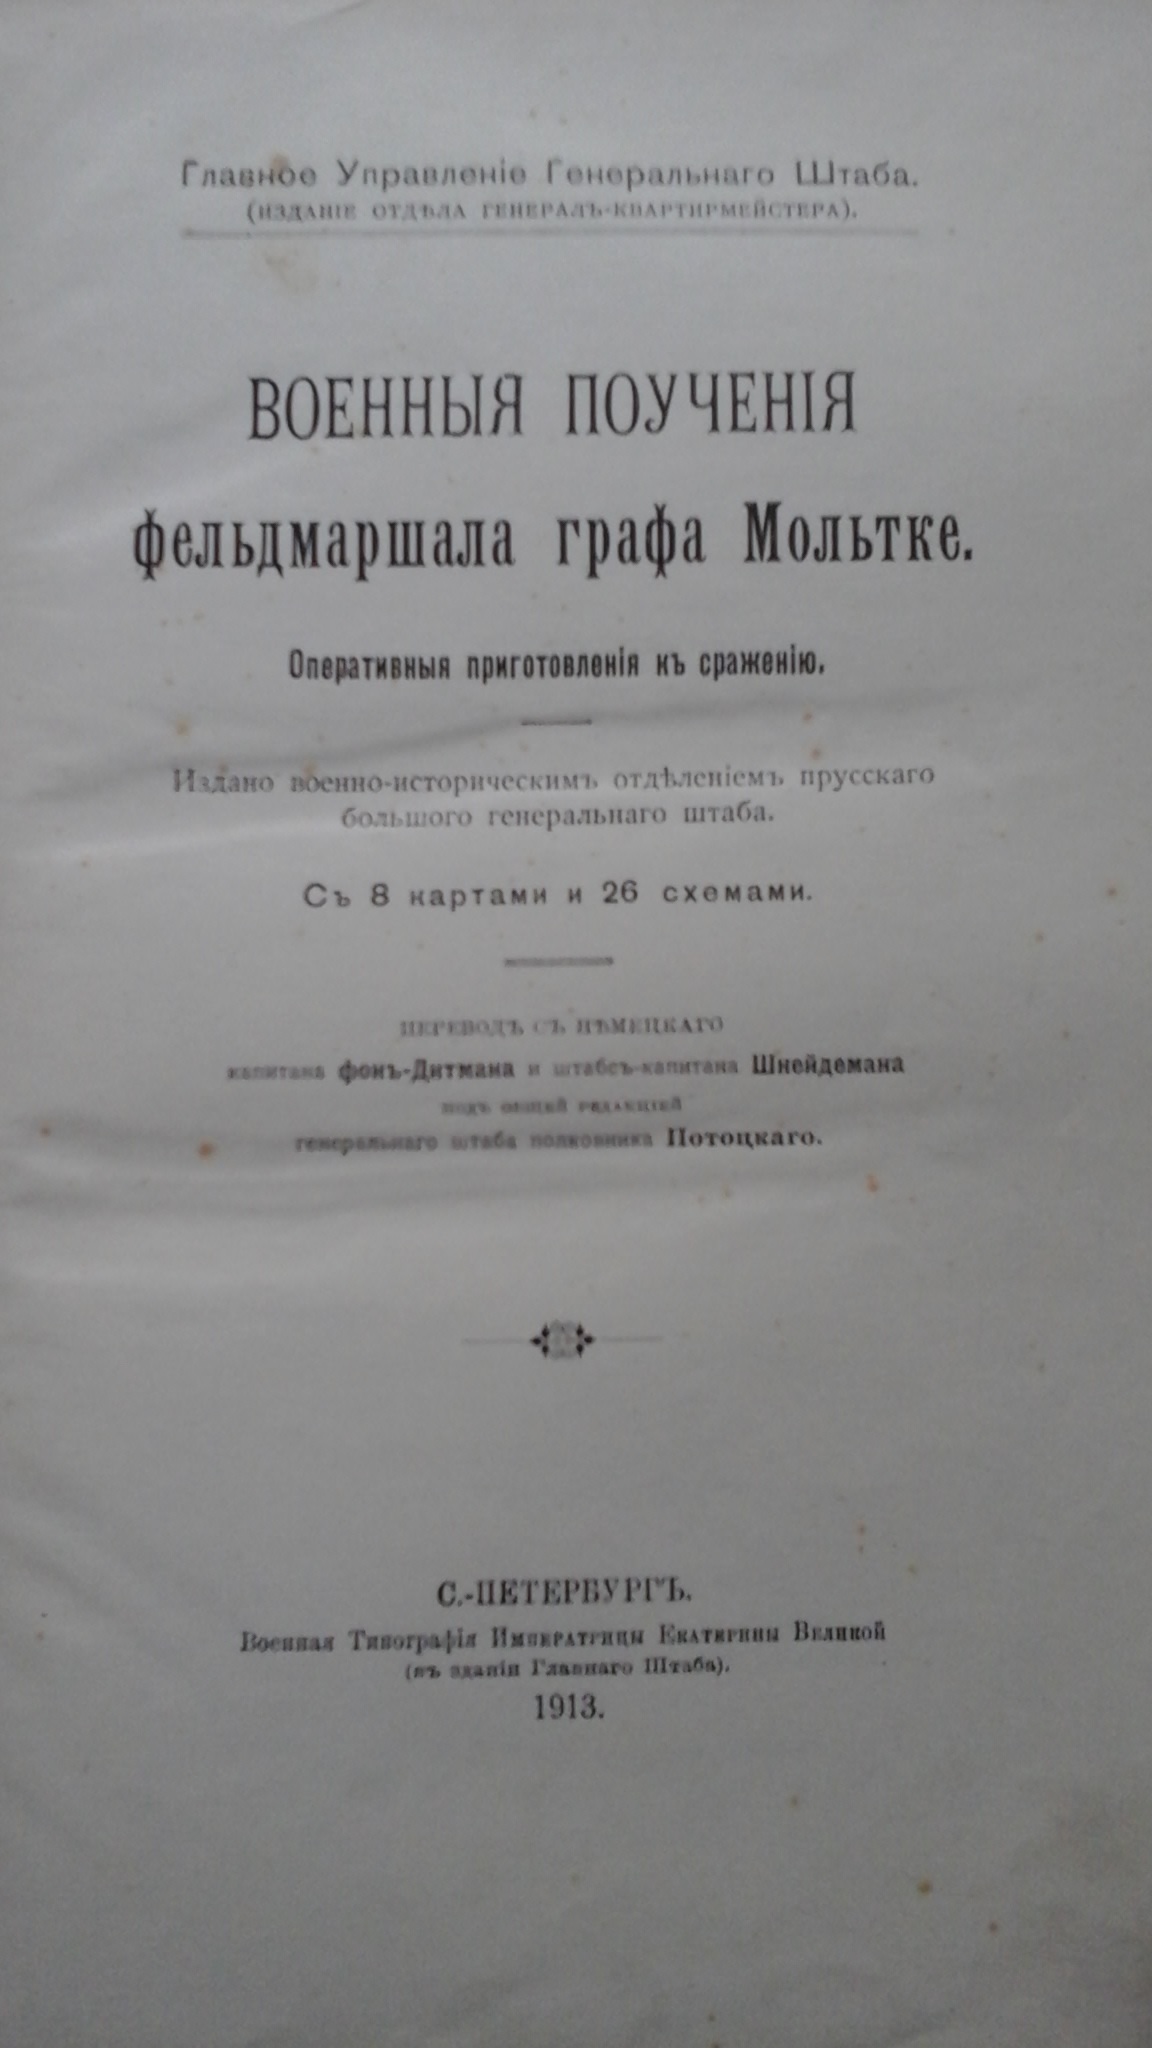 Главное Управленіе Генеральнаго Штаба.
(ИЗДАНІЕ ОТДѢЛА ГЕНЕРАЛЪ-КВАРТИРМЕЙСТЕРА).
ВОЕННЫЯ ПОУЧЕНІЯ
фельдмаршала графа Мольтке.
Оперативныя приготовленія къ сраженію.
Издано военно-историческимъ отдѣленіемъ прусскаго
большого генеральнаго штаба.
Съ 8 картами и 26 схемами.
ПЕРЕВОДЪ СЪ НѢМЕЦКАГО
капитана фонъ-Дитмана и штабсъ-капитана Шнейдемана
ПОДЪ ОБЩЕЙ РЕДАКЦІЕЙ
генеральнаго штаба полковника Потоцкаго.
С.-ПЕТЕРБУРГЪ.
Военная Типографія Императрицы Екатерины Великой
(въ зданіи Главнаго Штаба).
1913.